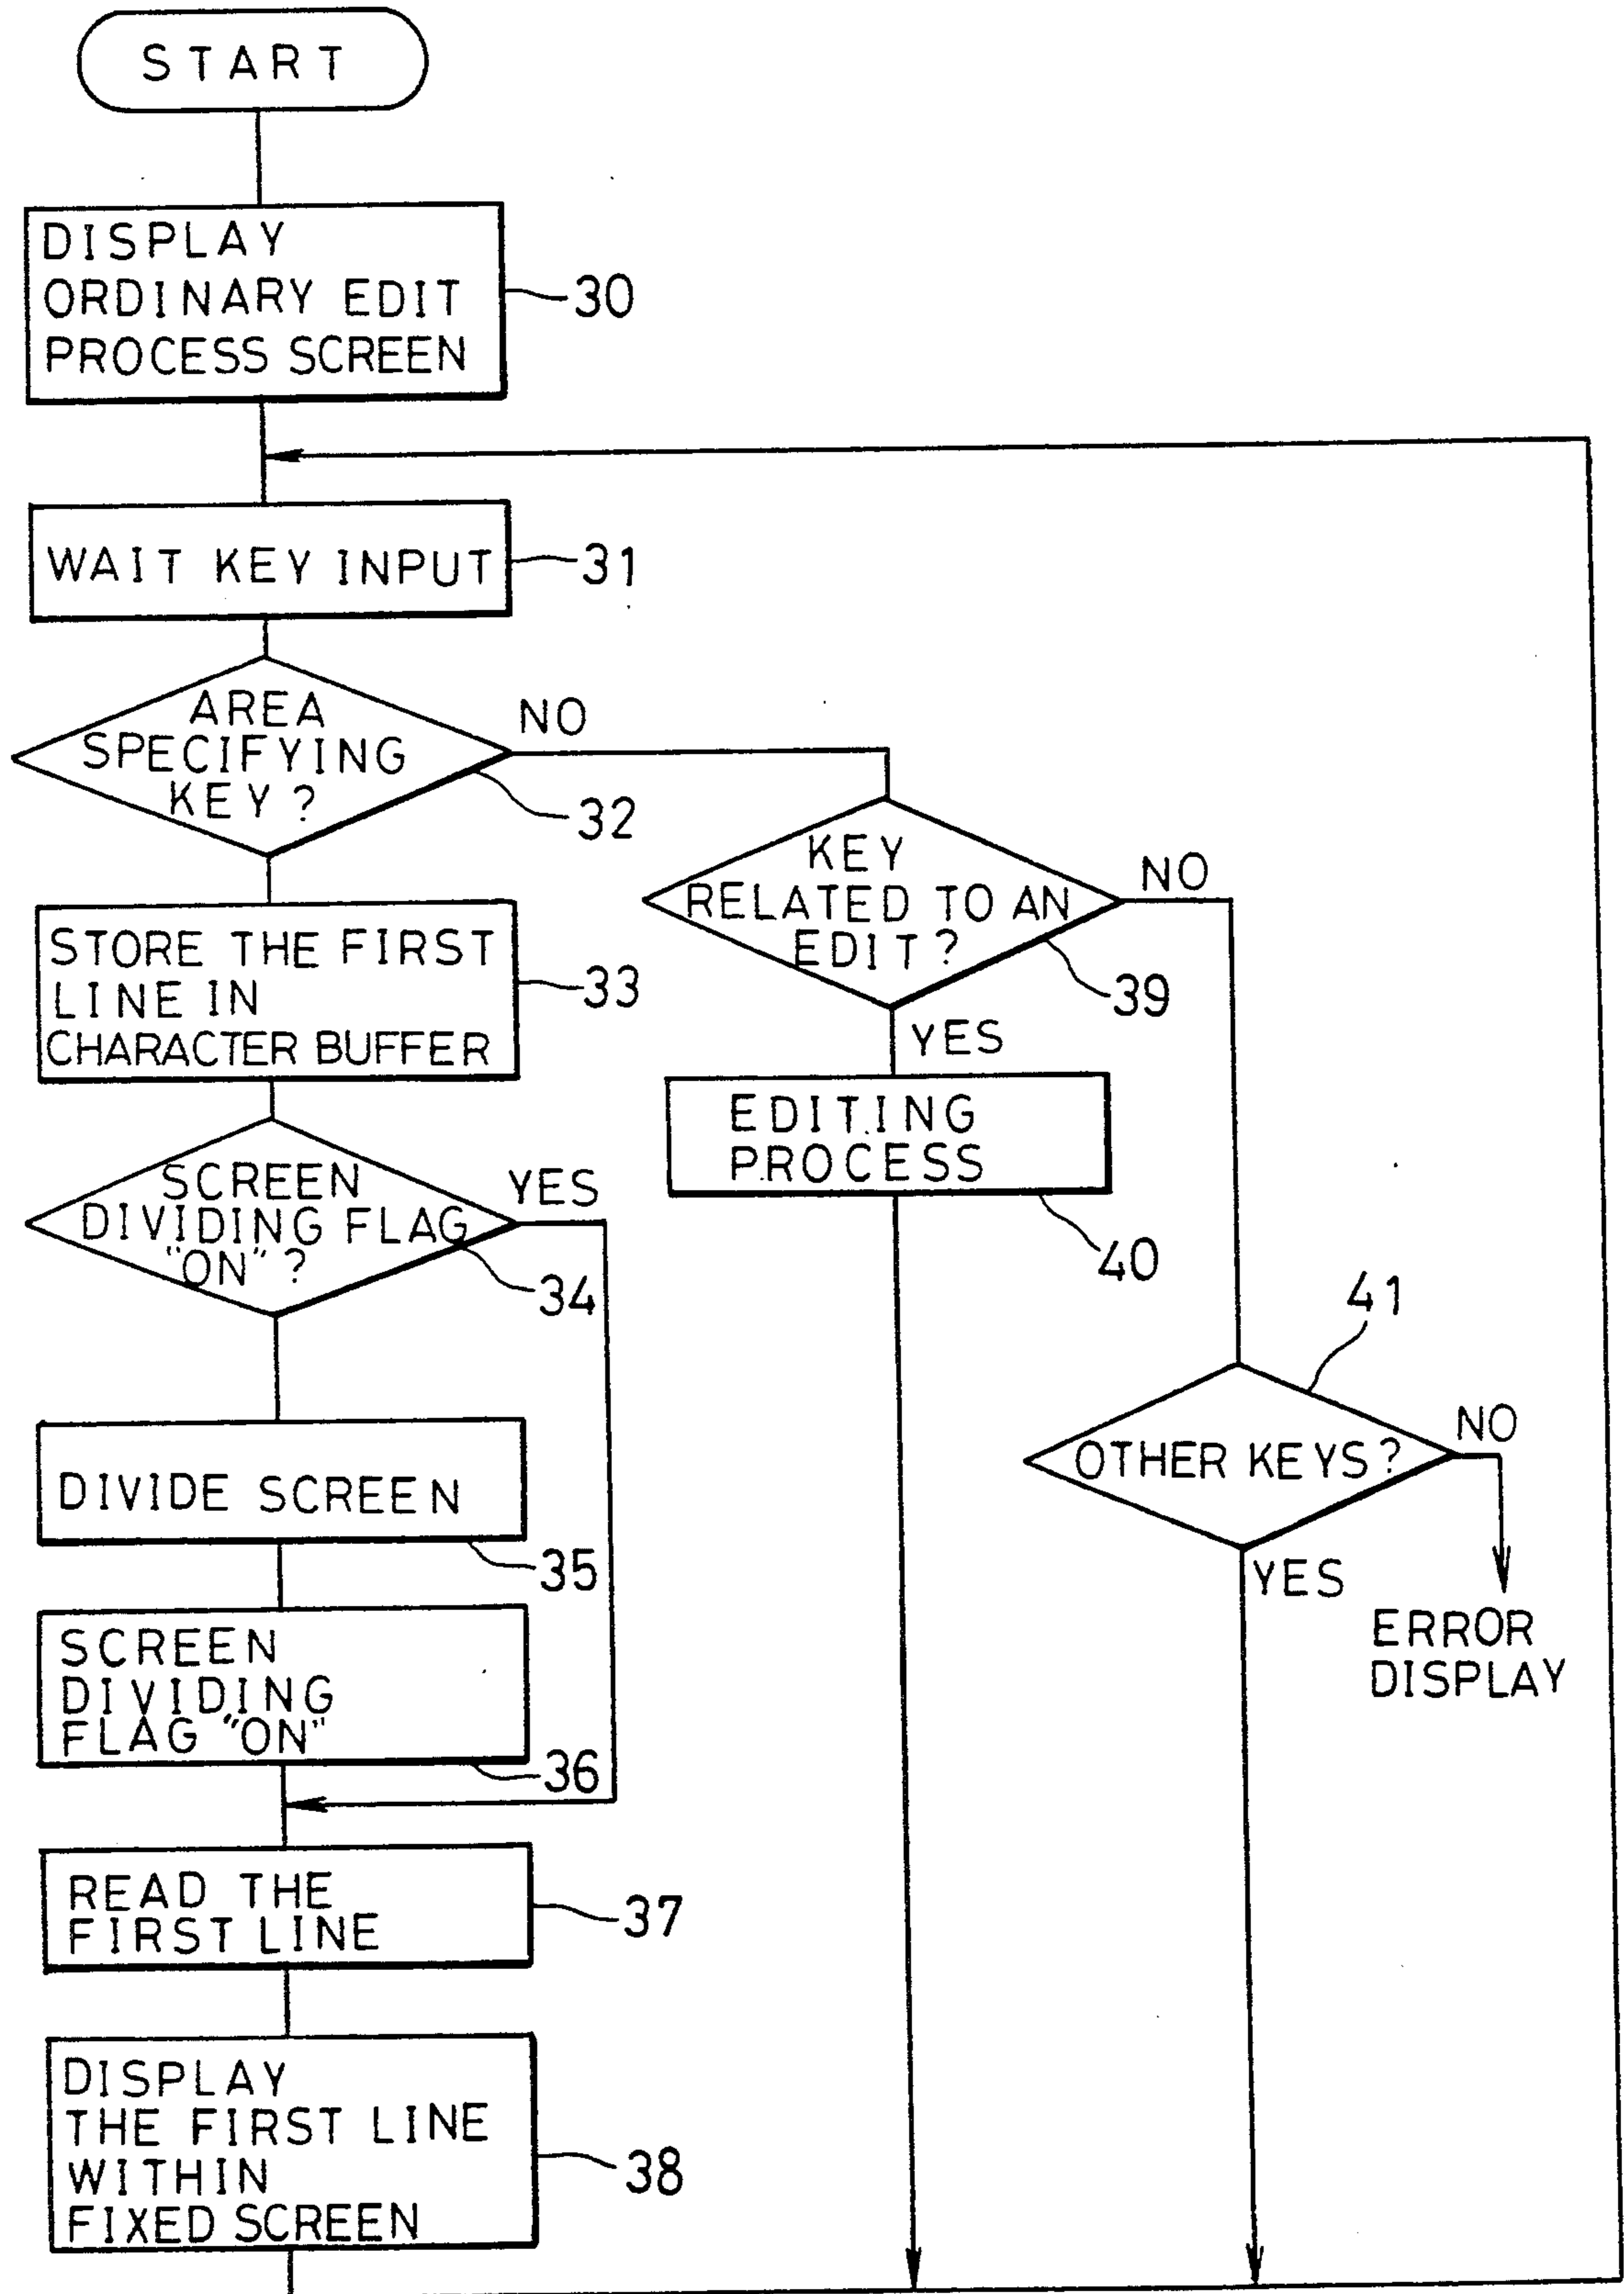 START
DISPLAY
ORDINARY EDIT
PROCESS SCREEN
30
WAIT KEY INPUT
31
AREA
SPECIFYING
KEY?
NO
32
STORE THE FIRST
LINE IN
CHARACTER BUFFER
33
SCREEN
DIVIDING FLAG
"ON"?
YES
34
DIVIDE SCREEN
35
SCREEN
DIVIDING
FLAG "ON"
36
READ THE
FIRST LINE
37
DISPLAY
THE FIRST LINE
WITHIN
FIXED SCREEN
38
KEY
RELATED TO AN
EDIT?
NO
39
YES
EDITING
PROCESS
40
41
OTHER KEYS?
NO
YES
ERROR
DISPLAY